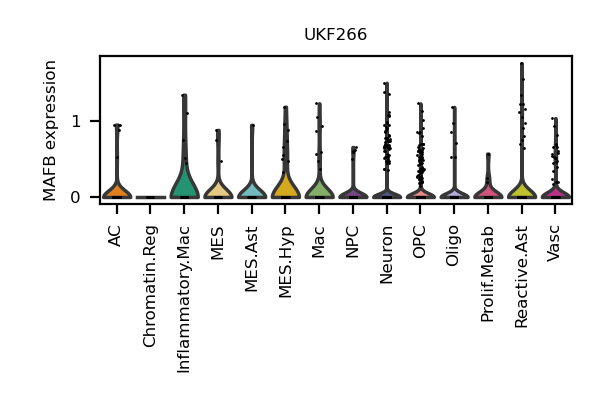 UKF266
MAFB expression
1
0
AC
Chromatin.Reg
Inflammatory.Mac
MES
MES.Ast
MES.Hyp
Mac
NPC
Neuron
OPC
Oligo
Prolif.Metab
Reactive.Ast
Vasc